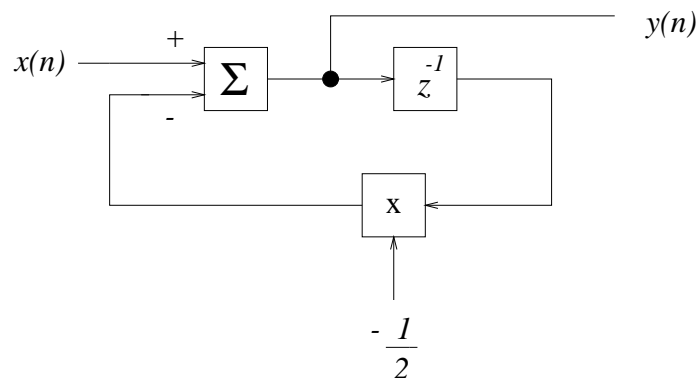 y(n)
+
x(n)
Σ
z^-1
-
x
- 1/2